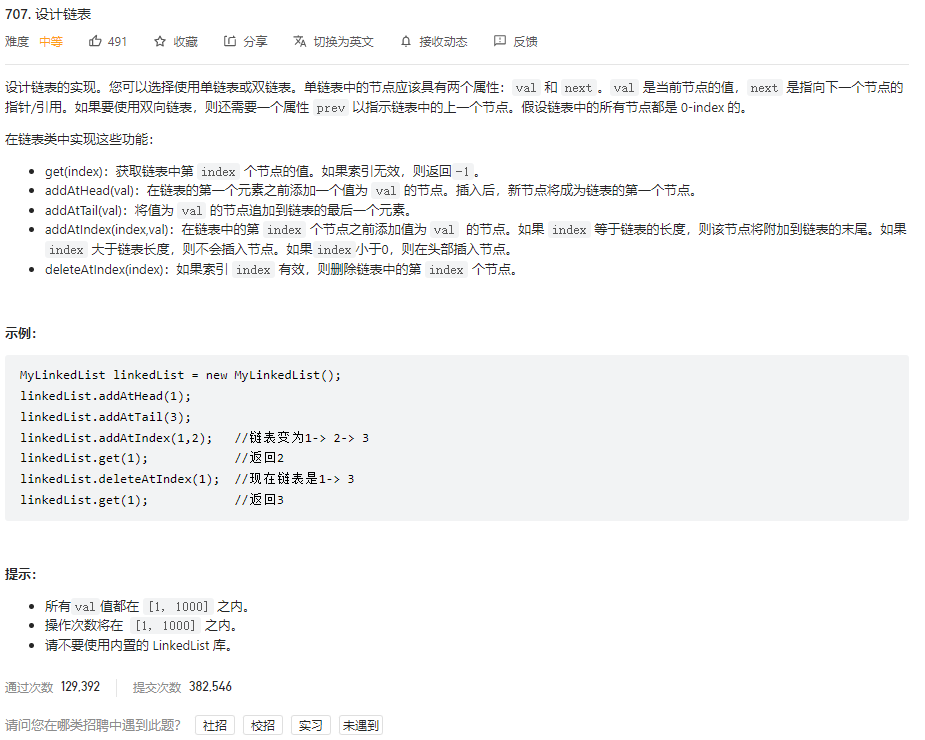 707. 设计链表
难度 中等 491 收藏 分享 切换为英文 接收动态 反馈
设计链表的实现。您可以选择使用单链表或双链表。单链表中的节点应该具有两个属性：val 和 next 。val 是当前节点的值，next 是指向下一个节点的
指针/引用。如果要使用双向链表，则还需要一个属性 prev 以指示链表中的上一个节点。假设链表中的所有节点都是 0-index 的。
在链表类中实现这些功能：
get(index)：获取链表中第 index 个节点的值。如果索引无效，则返回 -1 。
addAtHead(val)：在链表的第一个元素之前添加一个值为 val 的节点。插入后，新节点将成为链表的第一个节点。
addAtTail(val)：将值为 val 的节点追加到链表的最后一个元素。
addAtIndex(index,val)：在链表中的第 index 个节点之前添加值为 val 的节点。如果 index 等于链表的长度，则该节点将附加到链表的末尾。如果
index 大于链表长度，则不会插入节点。如果 index 小于0，则在头部插入节点。
deleteAtIndex(index)：如果索引 index 有效，则删除链表中的第 index 个节点。
示例：
MyLinkedList linkedList = new MyLinkedList();
linkedList.addAtHead(1);
linkedList.addAtTail(3);
linkedList.addAtIndex(1,2);   //链表变为1-> 2-> 3
linkedList.get(1);            //返回2
linkedList.deleteAtIndex(1);  //现在链表是1-> 3
linkedList.get(1);            //返回3
提示：
所有 val 值都在 [1, 1000] 之内。
操作次数将在 [1, 1000] 之内。
请不要使用内置的 LinkedList 库。
通过次数 129,392 提交次数 382,546
请问您在哪类招聘中遇到此题？ 社招 校招 实习 未遇到